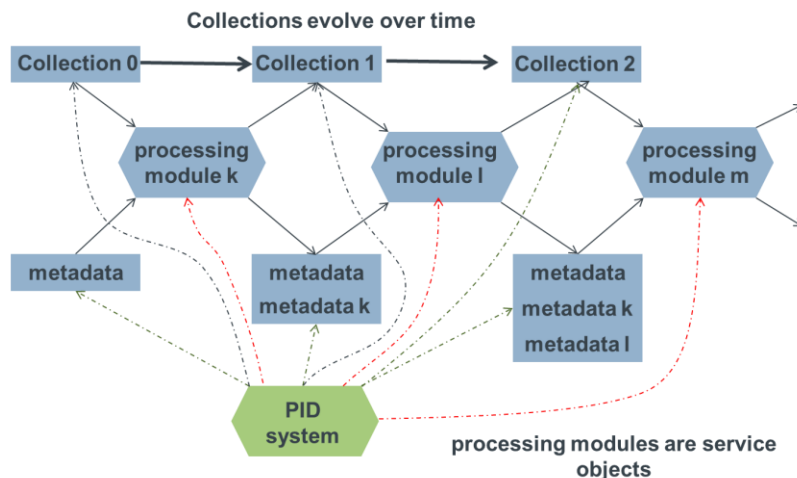 Collections evolve over time
Collection 0
Collection 1
Collection 2
processing
module k
processing
module l
processing
module m
metadata
metadata
metadata k
metadata
metadata k
metadata l
PID
system
processing modules are service
objects